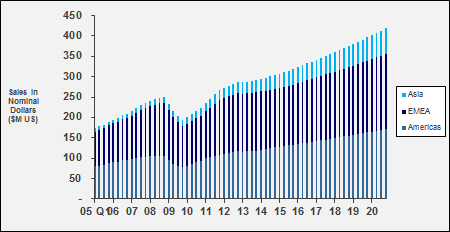 450
400
350
300
250
200
150
100
50
-
Sales in
Nominal
Dollars
($M US)
05 Q1 06 07 08 09 10 11 12 13 14 15 16 17 18 19 20
Asia
EMEA
Americas